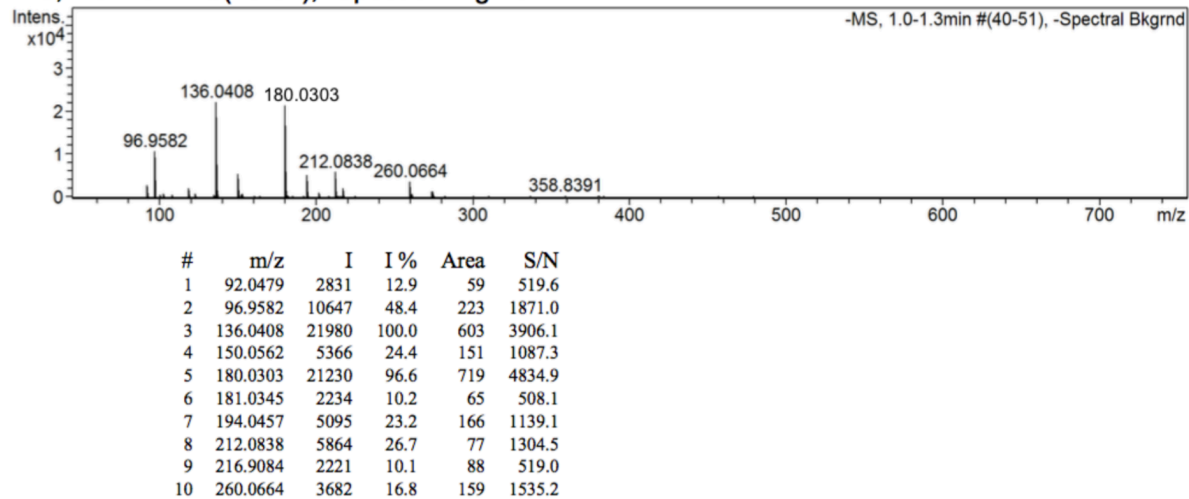 Intens.
x10⁴
-MS, 1.0-1.3min #(40-51), -Spectral Bkgrnd
3
2
1
0
136.0408 180.0303
96.9582
212.0838 260.0664
358.8391
100 200 300 400 500 600 700 m/z
# m/z I I % Area S/N
1 92.0479 2831 12.9 59 519.6
2 96.9582 10647 48.4 223 1871.0
3 136.0408 21980 100.0 603 3906.1
4 150.0562 5366 24.4 151 1087.3
5 180.0303 21230 96.6 719 4834.9
6 181.0345 2234 10.2 65 508.1
7 194.0457 5095 23.2 166 1139.1
8 212.0838 5864 26.7 77 1304.5
9 216.9084 2221 10.1 88 519.0
10 260.0664 3682 16.8 159 1535.2